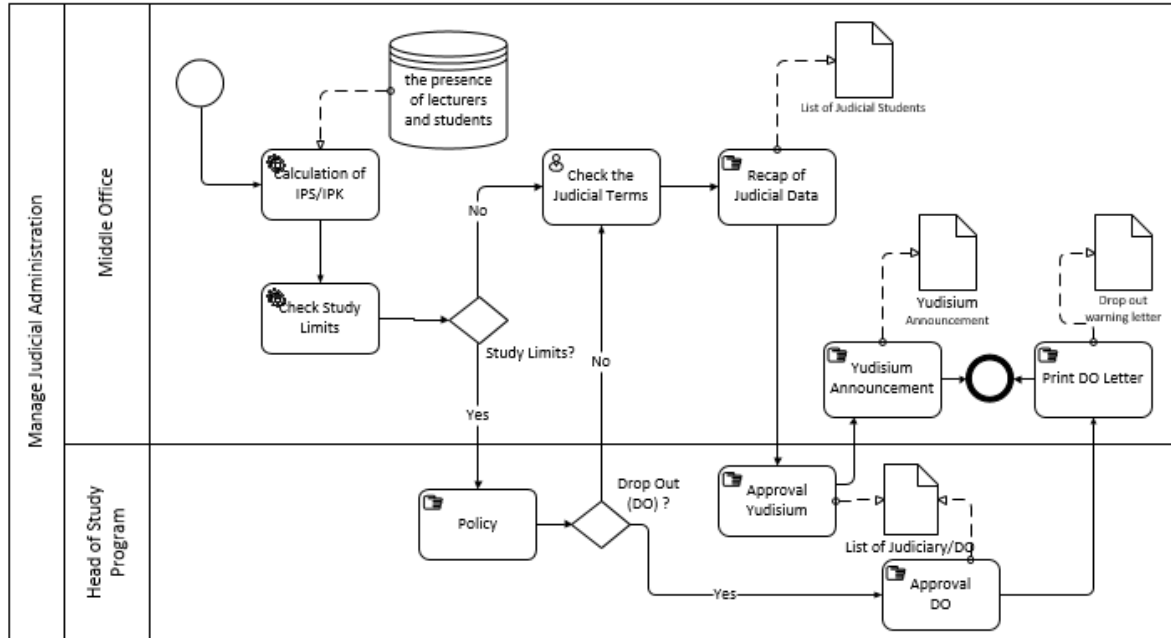 Manage Judicial Administration
Middle Office
the presence
of lecturers
and students
List of Judicial Students
Calculation of
IPS/IPK
Check the
Judicial Terms
Recap of
Judicial Data
No
Check Study
Limits
Study Limits?
Yudisium
Announcement
Drop out
warning letter
No
Yudisium
Announcement
Print DO Letter
Yes
Head of Study
Program
Policy
Drop Out
(DO) ?
Approval
Yudisium
List of Judiciary/DO
Yes
Approval
DO